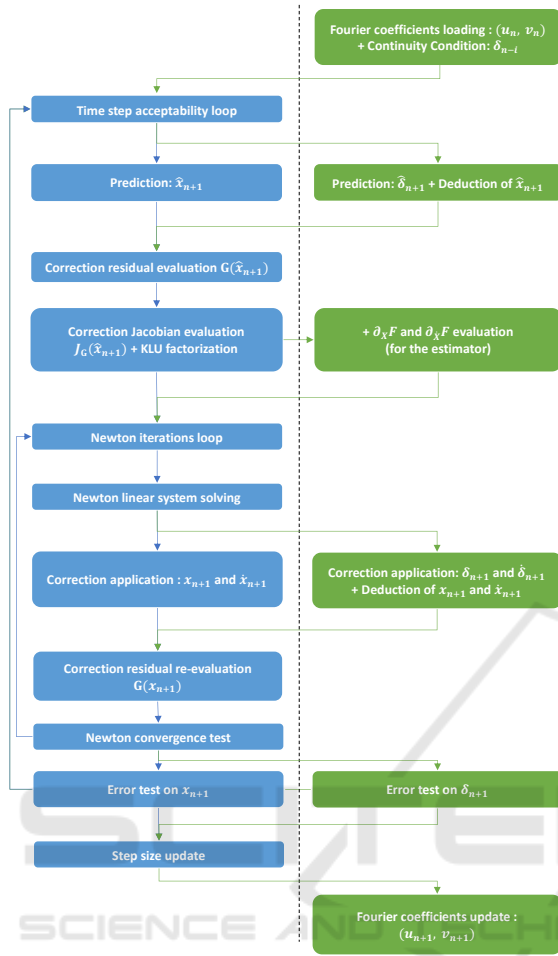 Fourier coefficients loading : (uₙ, vₙ)
+ Continuity Condition: δₙ₋ᵢ
Time step acceptability loop
Prediction: x̂ₙ₊₁
Prediction: δ̂ₙ₊₁ + Deduction of x̂ₙ₊₁
Correction residual evaluation G(x̂ₙ₊₁)
Correction Jacobian evaluation
J_G(x̂ₙ₊₁) + KLU factorization
+ ∂_X F and ∂_Ẋ F evaluation
(for the estimator)
Newton iterations loop
Newton linear system solving
Correction application : xₙ₊₁ and ẋₙ₊₁
Correction application: δₙ₊₁ and δ̇ₙ₊₁
+ Deduction of xₙ₊₁ and ẋₙ₊₁
Correction residual re-evaluation
G(xₙ₊₁)
Newton convergence test
Error test on xₙ₊₁
Error test on δₙ₊₁
Step size update
Fourier coefficients update :
(uₙ₊₁, vₙ₊₁)
SCIENCE AND